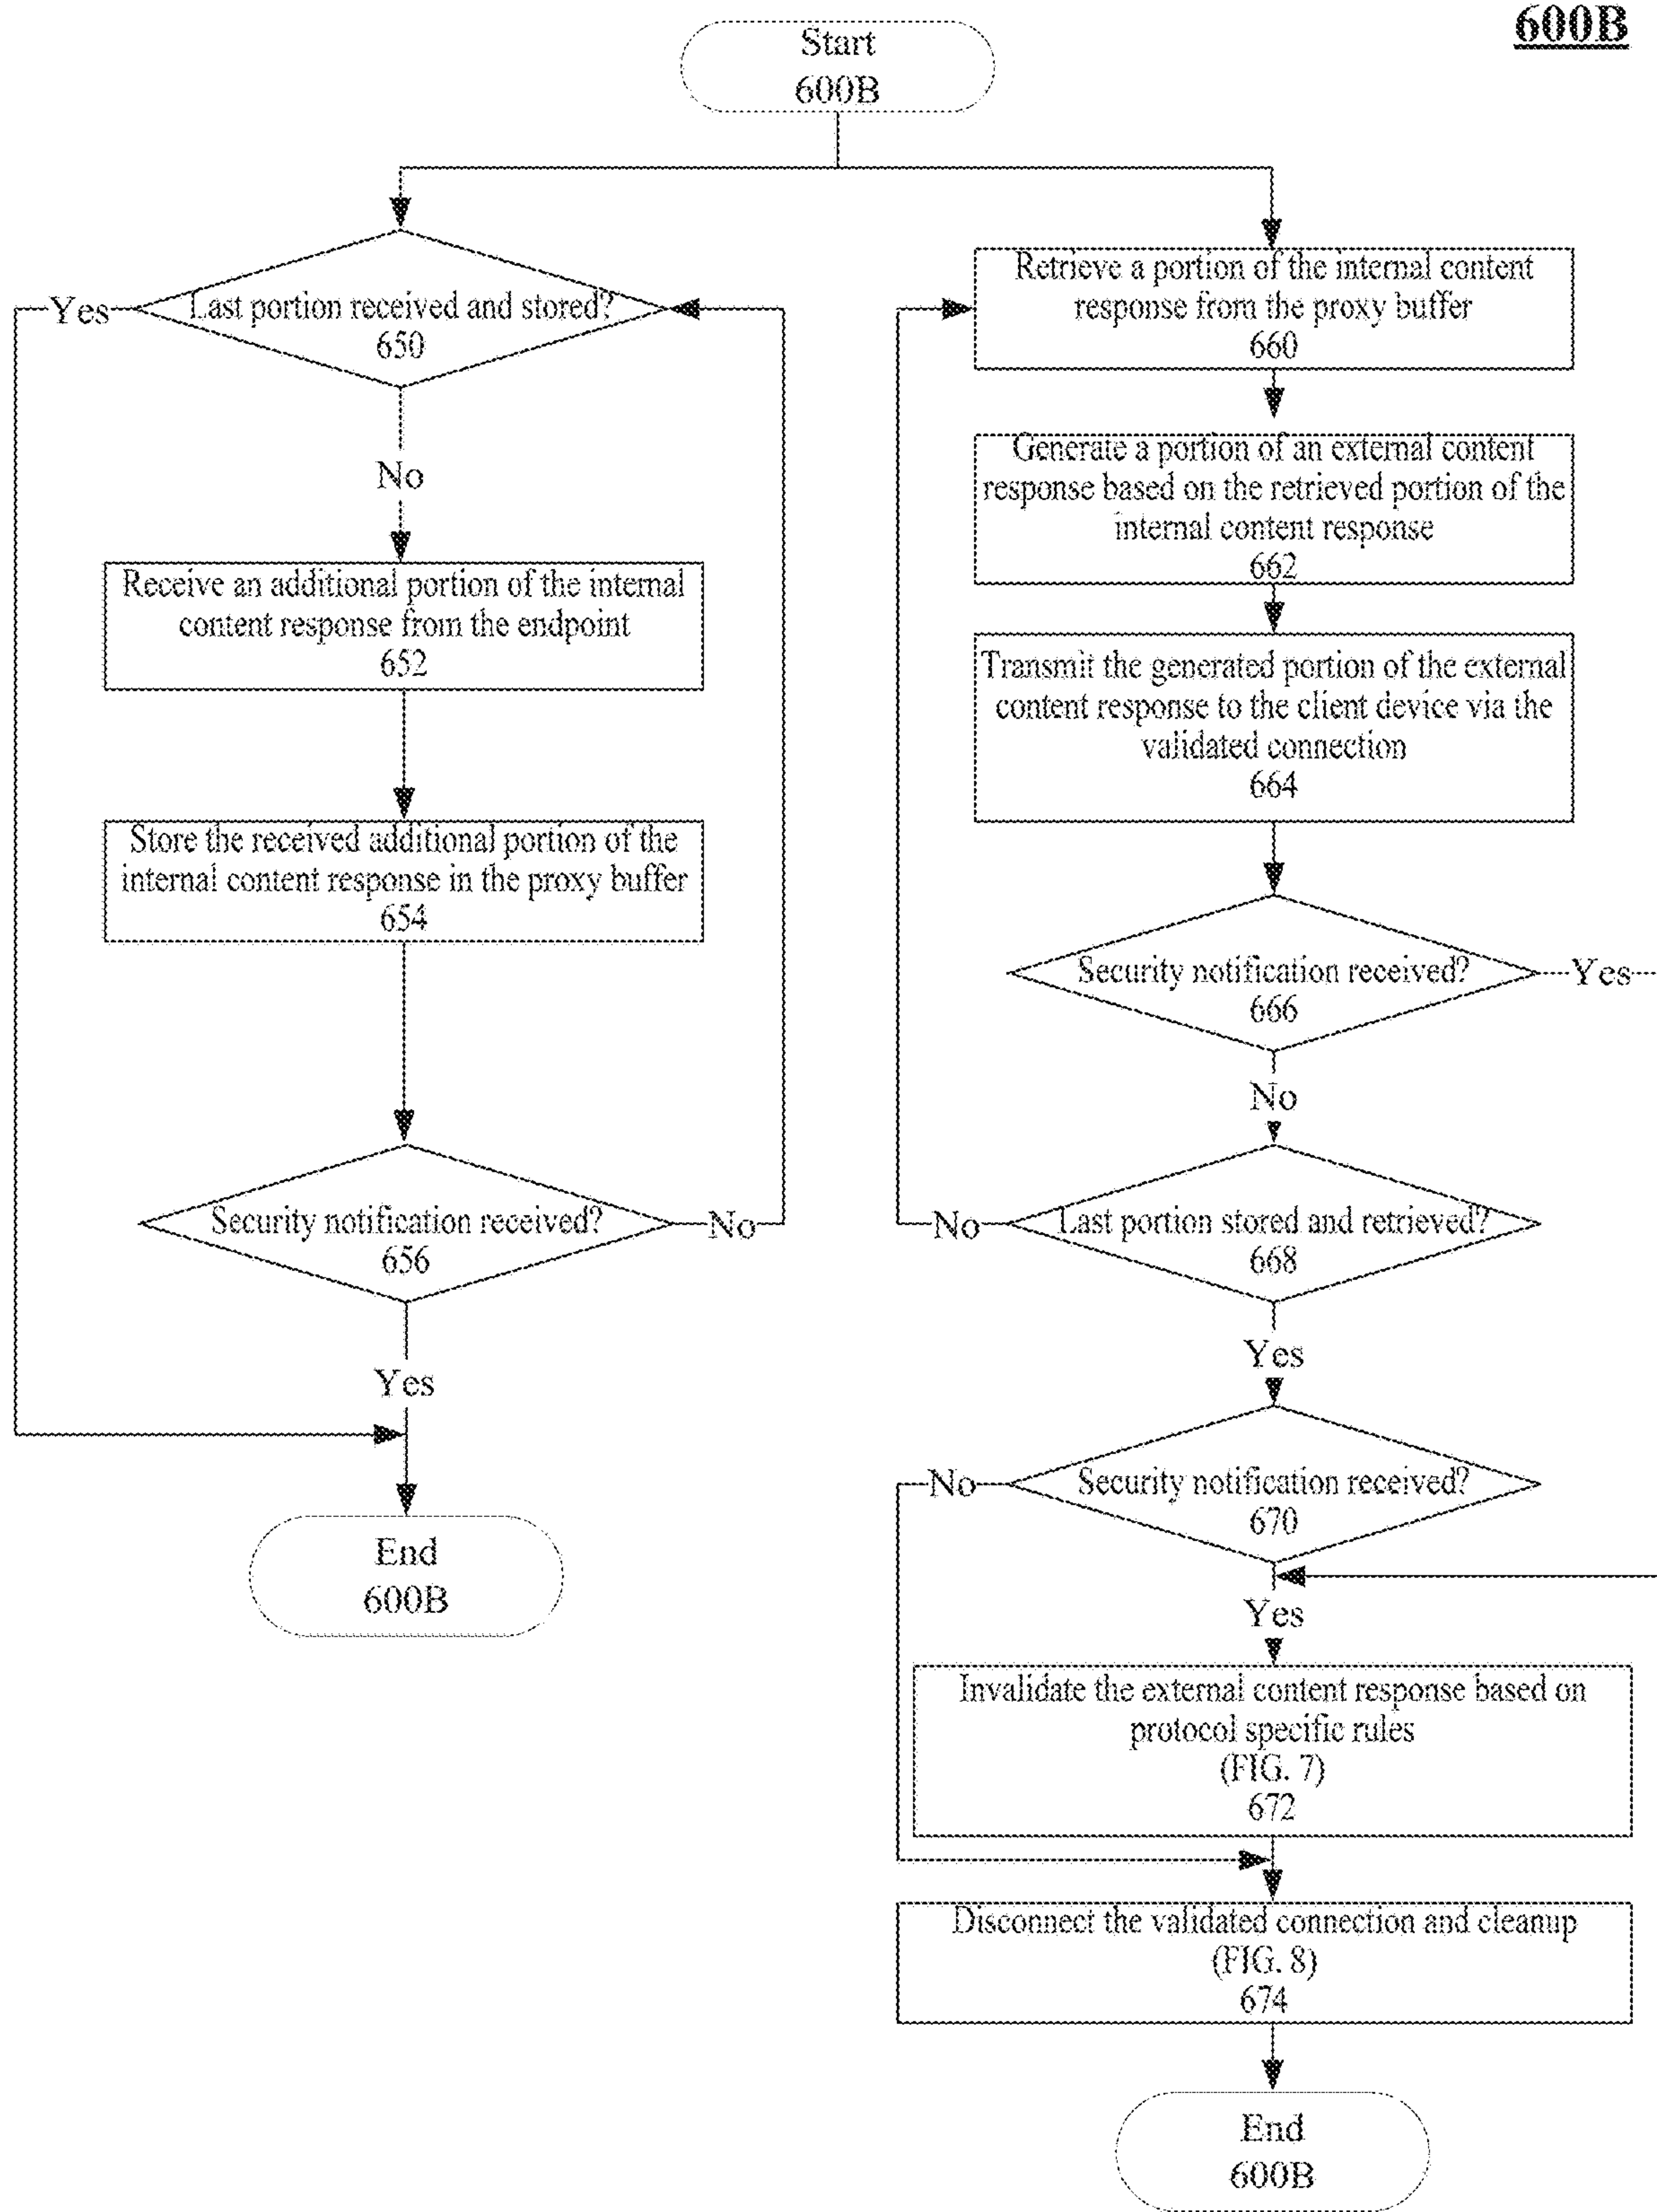 600B
Start
600B
Last portion received and stored?
650
Yes
No
Receive an additional portion of the internal
content response from the endpoint
652
Store the received additional portion of the
internal content response in the proxy buffer
654
Security notification received?
656
No
Yes
End
600B
Retrieve a portion of the internal content
response from the proxy buffer
660
Generate a portion of an external content
response based on the retrieved portion of the
internal content response
662
Transmit the generated portion of the external
content response to the client device via the
validated connection
664
Security notification received?
666
Yes
No
Last portion stored and retrieved?
668
No
Yes
Security notification received?
670
No
Yes
Invalidate the external content response based on
protocol specific rules
(FIG. 7)
672
Disconnect the validated connection and cleanup
(FIG. 8)
674
End
600B